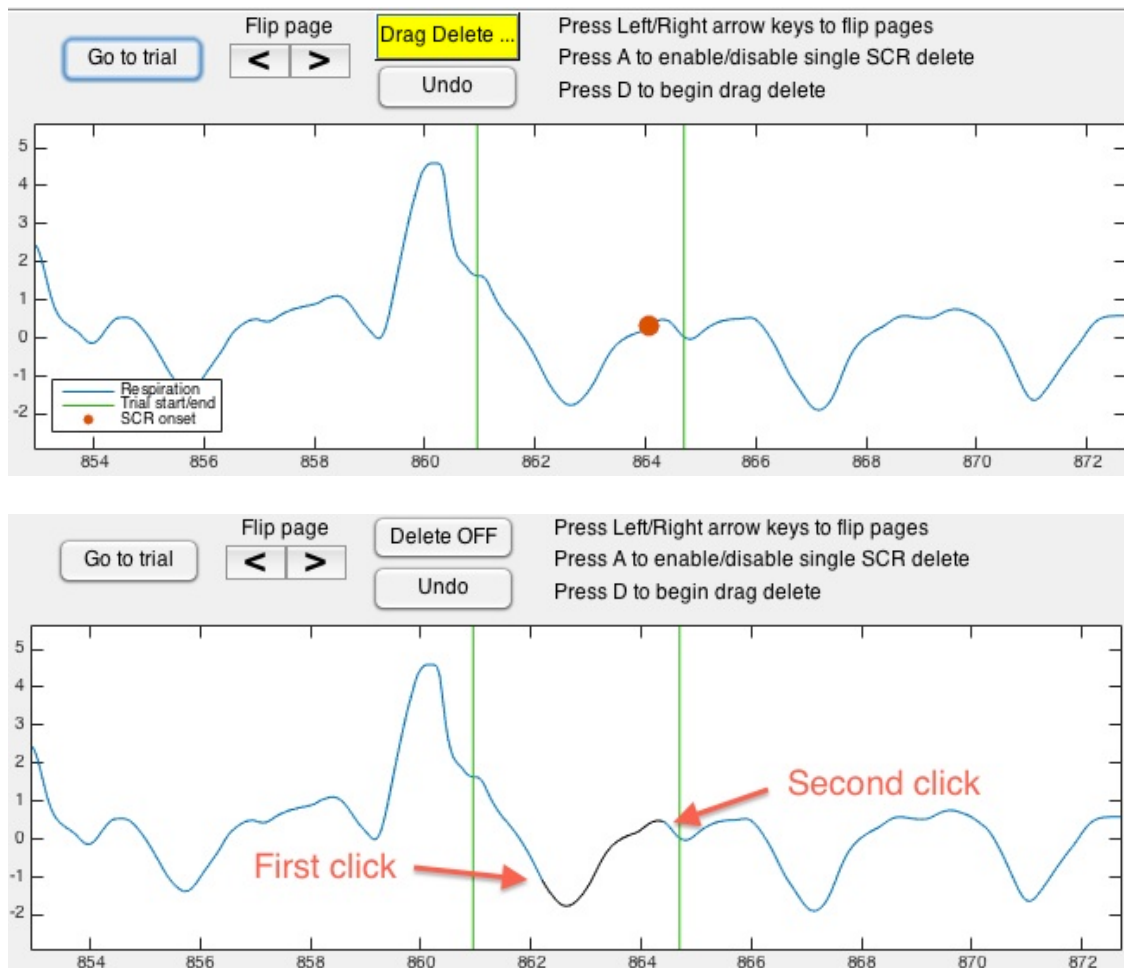 Go to trial
Flip page
< >
Drag Delete ...
Undo
Press Left/Right arrow keys to flip pages
Press A to enable/disable single SCR delete
Press D to begin drag delete
5
4
3
2
1
0
-1
-2
Respiration
Trial start/end
SCR onset
854 856 858 860 862 864 866 868 870 872
Go to trial
Flip page
< >
Delete OFF
Undo
Press Left/Right arrow keys to flip pages
Press A to enable/disable single SCR delete
Press D to begin drag delete
5
4
3
2
1
0
-1
-2
Second click
First click
854 856 858 860 862 864 866 868 870 872